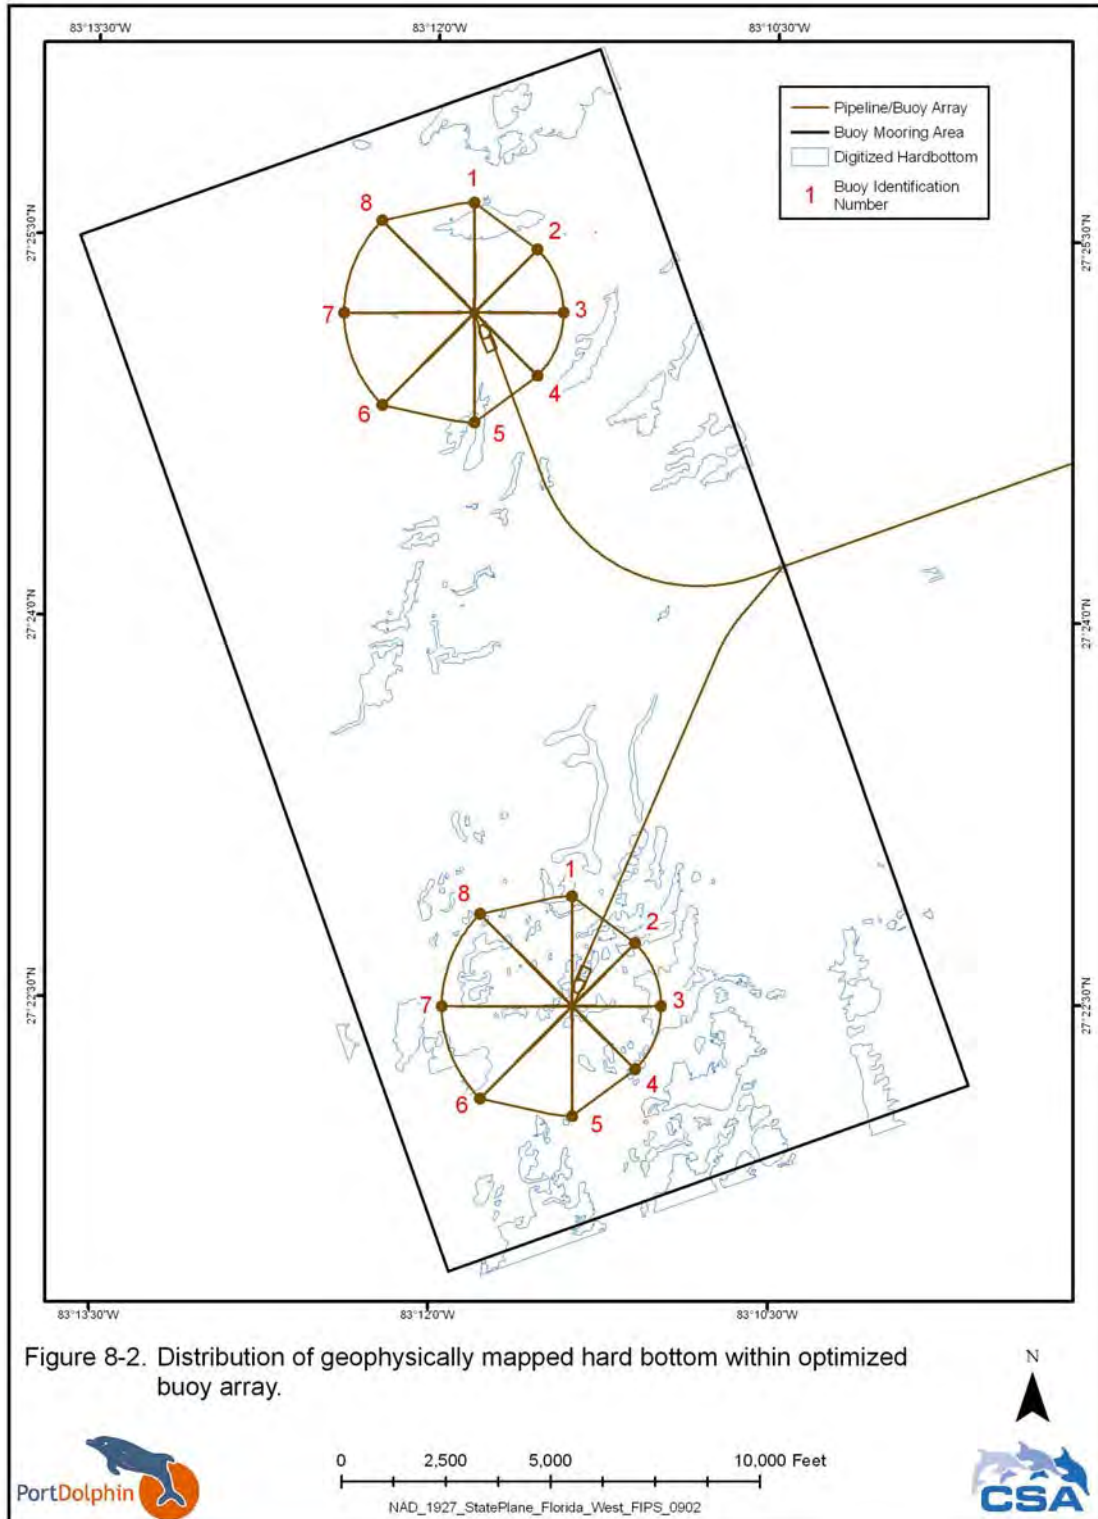 83°13'30"W 83°12'0"W 83°10'30"W
Pipeline/Buoy Array
Buoy Mooring Area
Digitized Hardbottom
1 Buoy Identification
Number
1
8
2
27°25'30"N 27°25'30"N
7 3
4
6
5
27°24'0"N 27°24'0"N
1
8
2
27°22'30"N 27°22'30"N
7 3
4
6
5
83°13'30"W 83°12'0"W 83°10'30"W
Figure 8-2. Distribution of geophysically mapped hard bottom within optimized
buoy array.
N
0 2,500 5,000 10,000 Feet
PortDolphin
NAD_1927_StatePlane_Florida_West_FIPS_0902
CSA